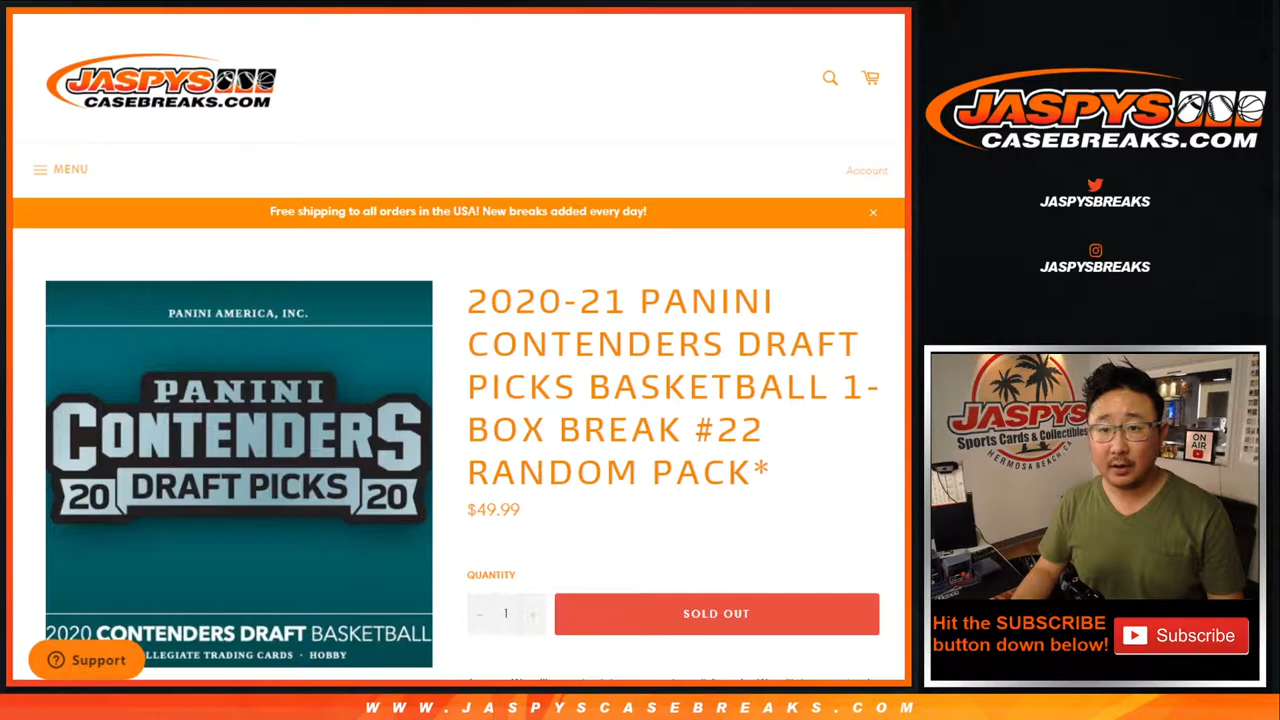 JASPYS
CASEBREAKS.COM
MENU
Account
Free shipping to all orders in the USA! New breaks added every day!
×
PANINI AMERICA, INC.
PANINI
CONTENDERS
20 DRAFT PICKS 20
2020 CONTENDERS DRAFT BASKETBALL
LLEGIATE TRADING CARDS · HOBBY
Support
2020-21 PANINI
CONTENDERS DRAFT
PICKS BASKETBALL 1-
BOX BREAK #22
RANDOM PACK*
$49.99
QUANTITY
- 1 +
SOLD OUT
JASPYS
CASEBREAKS.COM
JASPYSBREAKS
JASPYSBREAKS
JASPYS
Sports Cards & Collectibles
HERMOSA BEACH, CA
ON
AIR
Hit the SUBSCRIBE
button down below!
Subscribe
WWW.JASPYSCASEBREAKS.COM